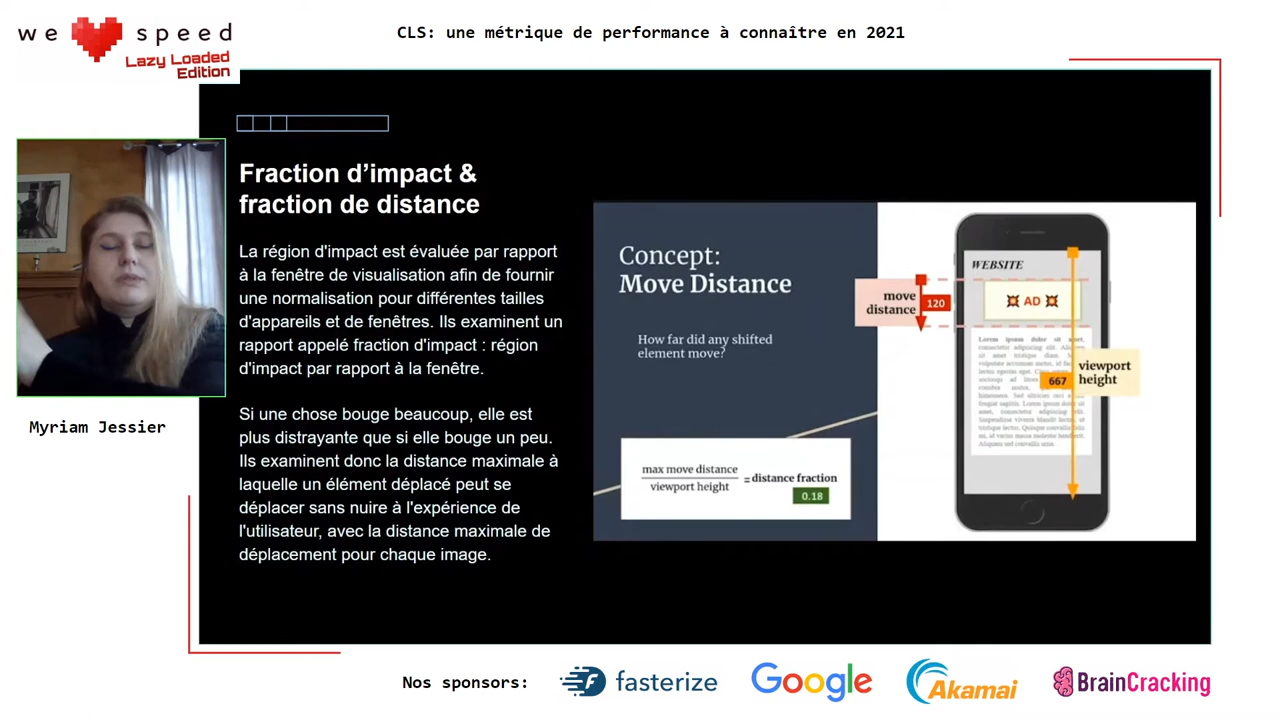 we speed
Lazy Loaded
Edition
CLS: une métrique de performance à connaître en 2021
Myriam Jessier
Fraction d'impact &
fraction de distance
La région d'impact est évaluée par rapport
à la fenêtre de visualisation afin de fournir
une normalisation pour différentes tailles
d'appareils et de fenêtres. Ils examinent un
rapport appelé fraction d'impact : région
d'impact par rapport à la fenêtre.
Si une chose bouge beaucoup, elle est
plus distrayante que si elle bouge un peu.
Ils examinent donc la distance maximale à
laquelle un élément déplacé peut se
déplacer sans nuire à l'expérience de
l'utilisateur, avec la distance maximale de
déplacement pour chaque image.
Concept:
Move Distance
How far did any shifted
element move?
max move distance
viewport height
= distance fraction
0.18
move
distance
120
WEBSITE
AD
viewport
height
667
Lorem ipsum dolor sit amet,
Nos sponsors:
fasterize
Google
Akamai
BrainCracking